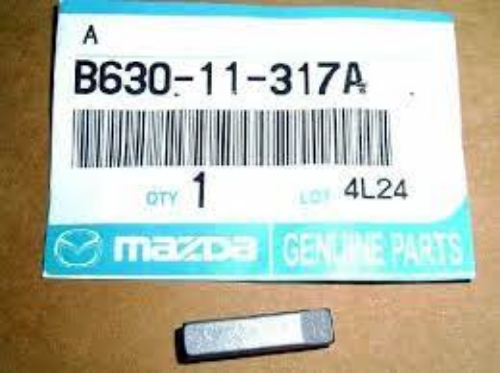 A
B630-11-317A
QTY 1 LOT 4L24
mazda GENUINE PARTS